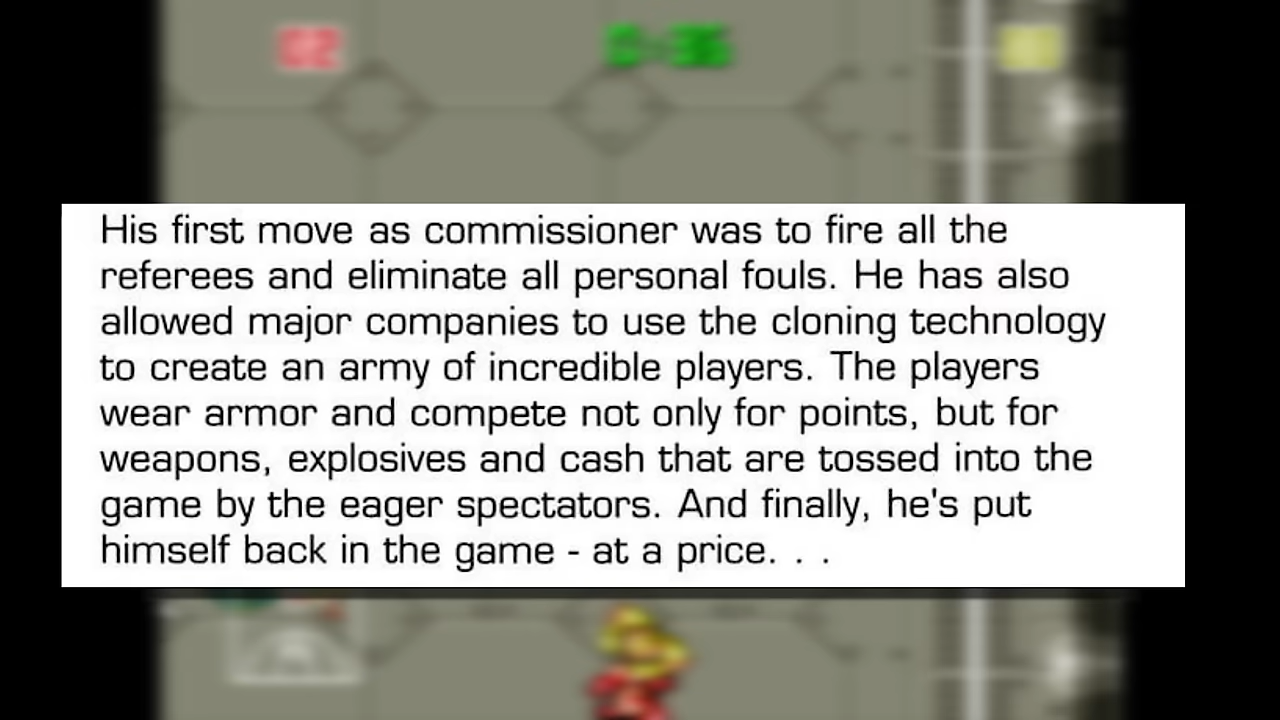 His first move as commissioner was to fire all the
referees and eliminate all personal fouls. He has also
allowed major companies to use the cloning technology
to create an army of incredible players. The players
wear armor and compete not only for points, but for
weapons, explosives and cash that are tossed into the
game by the eager spectators. And finally, he's put
himself back in the game - at a price. . .